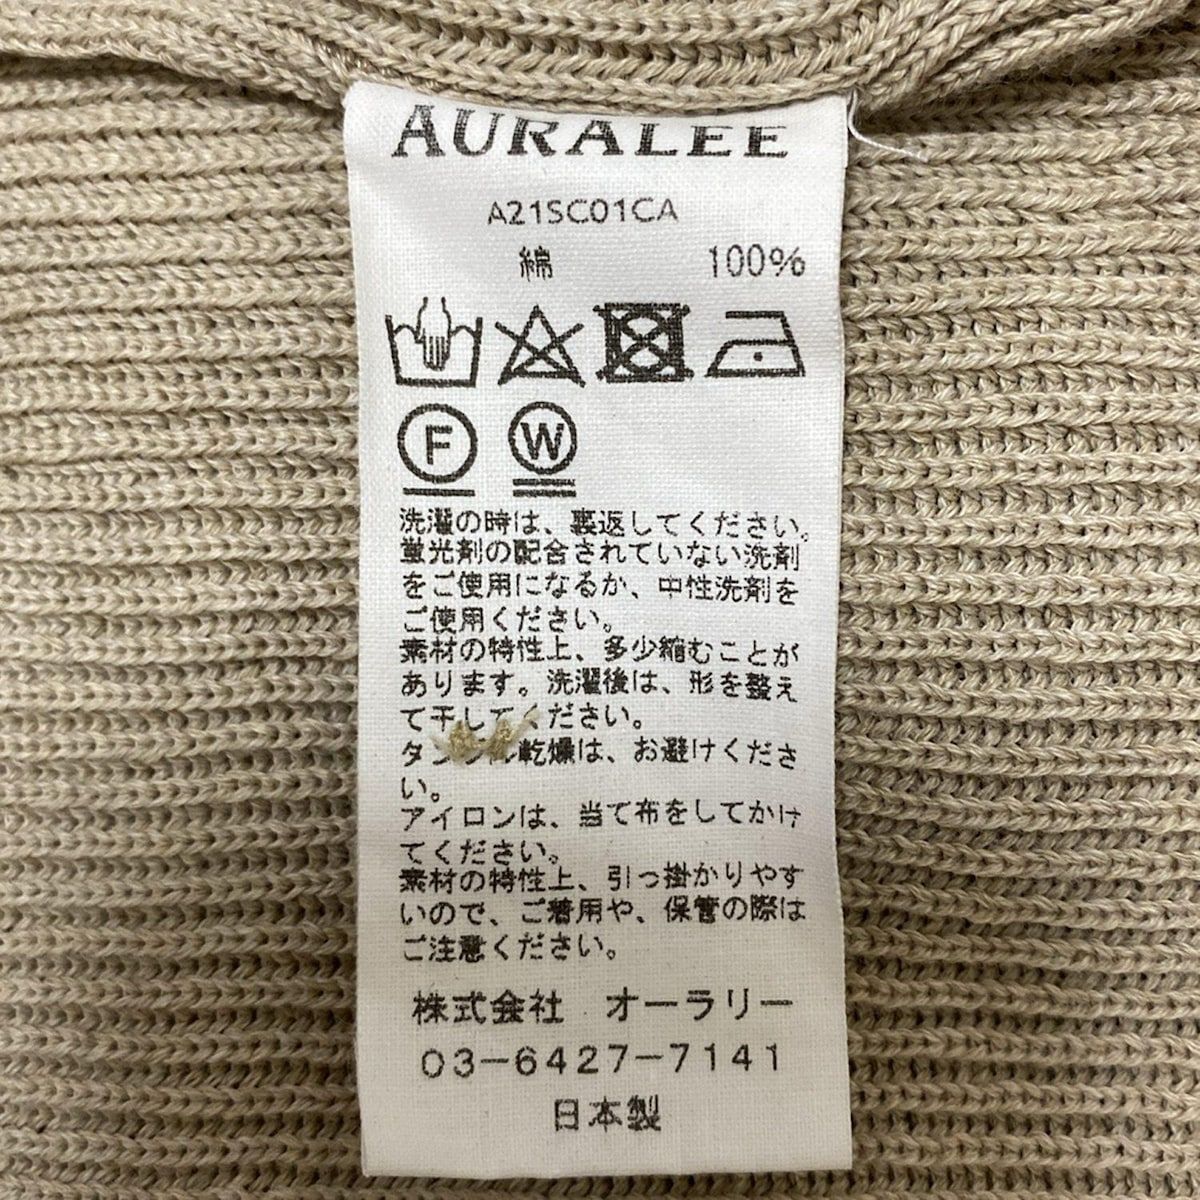 AURALEE
A21SC01CA
綿 100%
F W
洗濯の時は、裏返してください。
蛍光剤の配合されていない洗剤
をご使用になるか、中性洗剤を
ご使用ください。
素材の特性上、多少縮むことが
あります。洗濯後は、形を整え
て干してください。
タンブル乾燥は、お避けくださ
い。
アイロンは、当て布をしてかけ
てください。
素材の特性上、引っ掛かりやす
いので、ご着用や、保管の際は
ご注意ください。
株式会社 オーラリー
03-6427-7141
日本製